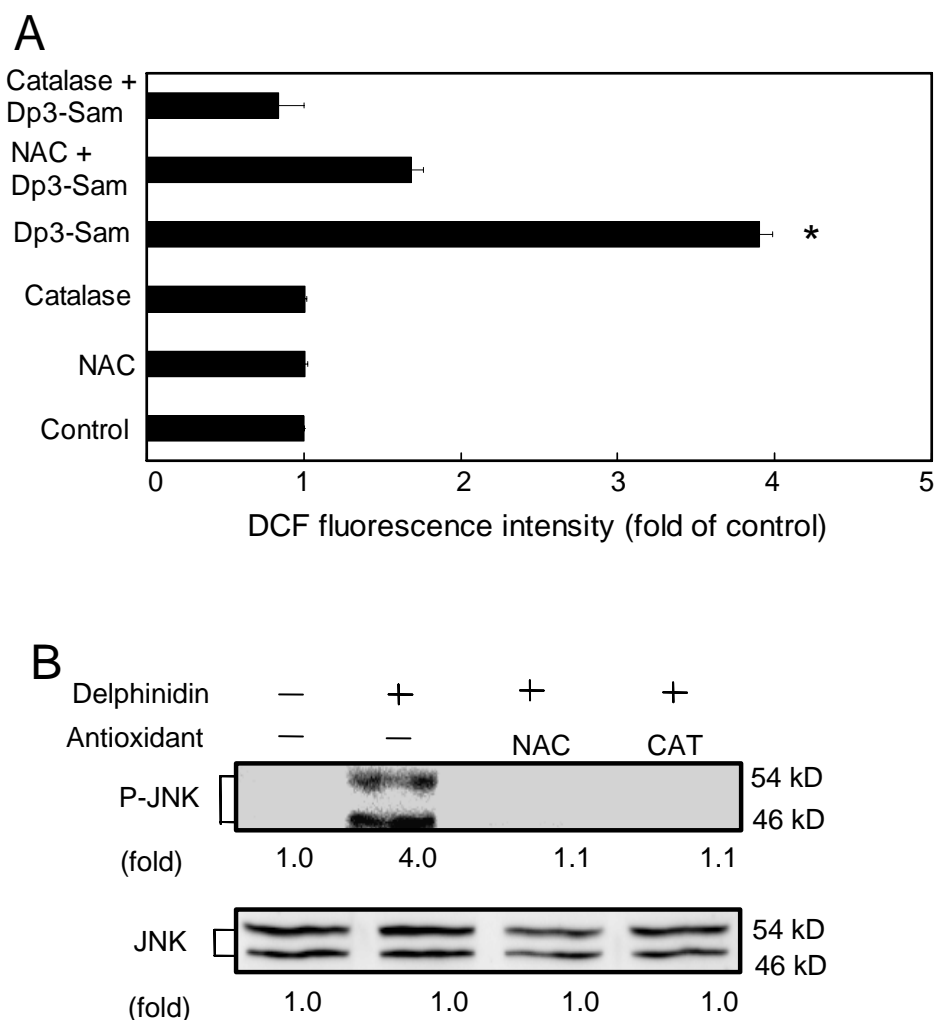 A
Catalase +
Dp3-Sam
NAC +
Dp3-Sam
Dp3-Sam *
Catalase
NAC
Control
0 1 2 3 4 5
DCF fluorescence intensity (fold of control)
B
Delphinidin — + + +
Antioxidant — — NAC CAT
P-JNK 54 kD
46 kD
(fold) 1.0 4.0 1.1 1.1
JNK 54 kD
46 kD
(fold) 1.0 1.0 1.0 1.0